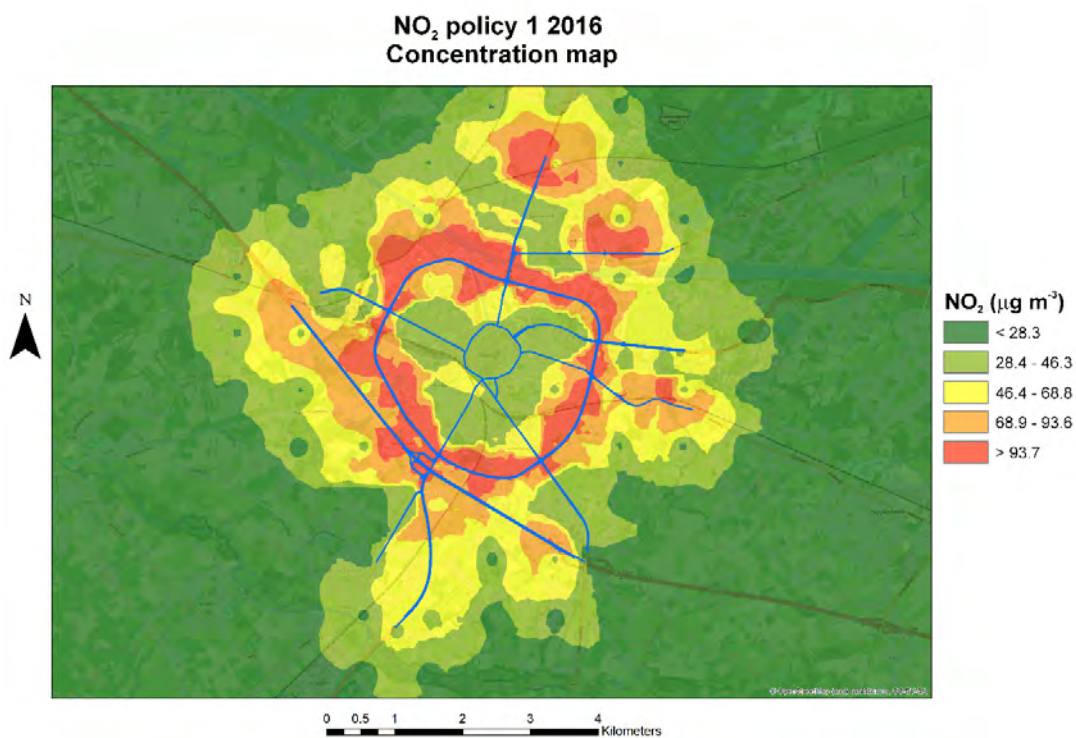 NO₂ policy 1 2016
Concentration map
N
NO₂ (μg m⁻³)
< 28.3
28.4 - 46.3
46.4 - 68.8
68.9 - 93.6
> 93.7
0 0.5 1 2 3 4
Kilometers